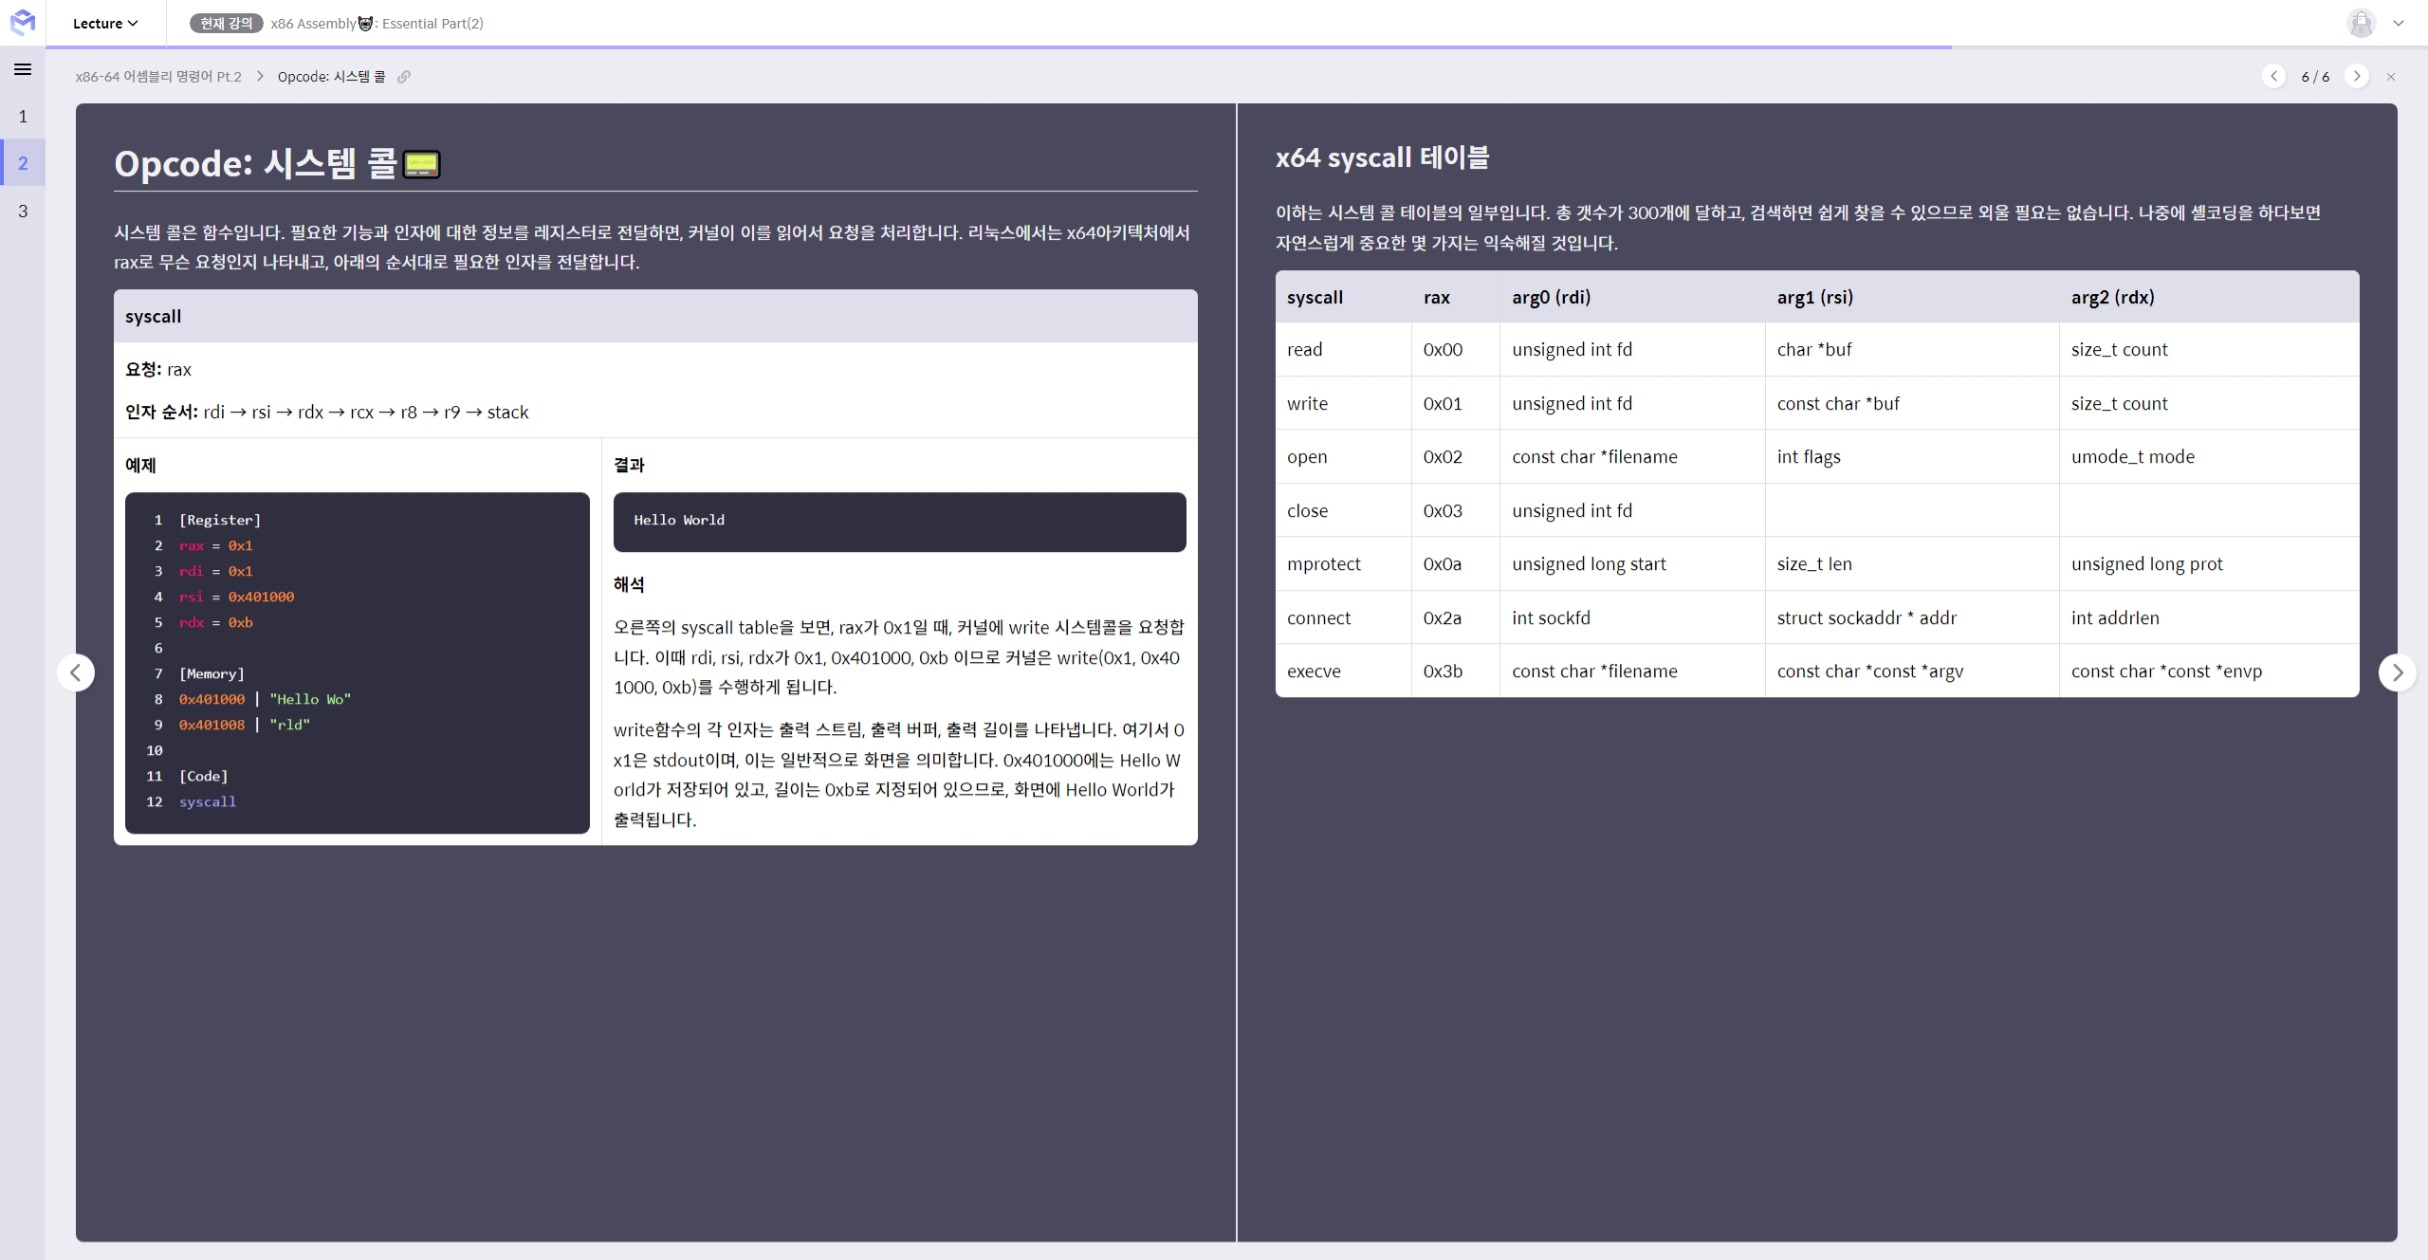 Lecture
현재 강의 x86 Assembly🐼: Essential Part(2)
x86-64 어셈블리 명령어 Pt.2 > Opcode: 시스템 콜
6 / 6
1
2
3
Opcode: 시스템 콜📟
시스템 콜은 함수입니다. 필요한 기능과 인자에 대한 정보를 레지스터로 전달하면, 커널이 이를 읽어서 요청을 처리합니다. 리눅스에서는 x64아키텍처에서
rax로 무슨 요청인지 나타내고, 아래의 순서대로 필요한 인자를 전달합니다.
syscall
요청: rax
인자 순서: rdi → rsi → rdx → rcx → r8 → r9 → stack
예제
1 [Register]
2 rax = 0x1
3 rdi = 0x1
4 rsi = 0x401000
5 rdx = 0xb
6
7 [Memory]
8 0x401000 | "Hello Wo"
9 0x401008 | "rld"
10
11 [Code]
12 syscall
결과
Hello World
해석
오른쪽의 syscall table을 보면, rax가 0x1일 때, 커널에 write 시스템콜을 요청합
니다. 이때 rdi, rsi, rdx가 0x1, 0x401000, 0xb 이므로 커널은 write(0x1, 0x40
1000, 0xb)를 수행하게 됩니다.
write함수의 각 인자는 출력 스트림, 출력 버퍼, 출력 길이를 나타냅니다. 여기서 0
x1은 stdout이며, 이는 일반적으로 화면을 의미합니다. 0x401000에는 Hello W
orld가 저장되어 있고, 길이는 0xb로 지정되어 있으므로, 화면에 Hello World가
출력됩니다.
x64 syscall 테이블
이하는 시스템 콜 테이블의 일부입니다. 총 갯수가 300개에 달하고, 검색하면 쉽게 찾을 수 있으므로 외울 필요는 없습니다. 나중에 셸코딩을 하다보면
자연스럽게 중요한 몇 가지는 익숙해질 것입니다.
syscall rax arg0 (rdi) arg1 (rsi) arg2 (rdx)
read 0x00 unsigned int fd char *buf size_t count
write 0x01 unsigned int fd const char *buf size_t count
open 0x02 const char *filename int flags umode_t mode
close 0x03 unsigned int fd
mprotect 0x0a unsigned long start size_t len unsigned long prot
connect 0x2a int sockfd struct sockaddr * addr int addrlen
execve 0x3b const char *filename const char *const *argv const char *const *envp